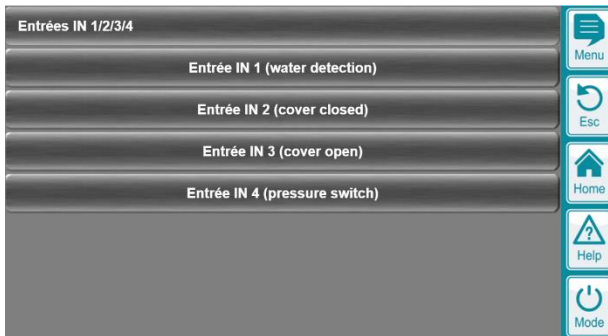 Entrées IN 1/2/3/4
Entrée IN 1 (water detection)
Entrée IN 2 (cover closed)
Entrée IN 3 (cover open)
Entrée IN 4 (pressure switch)
Menu
Esc
Home
?
Help
Mode